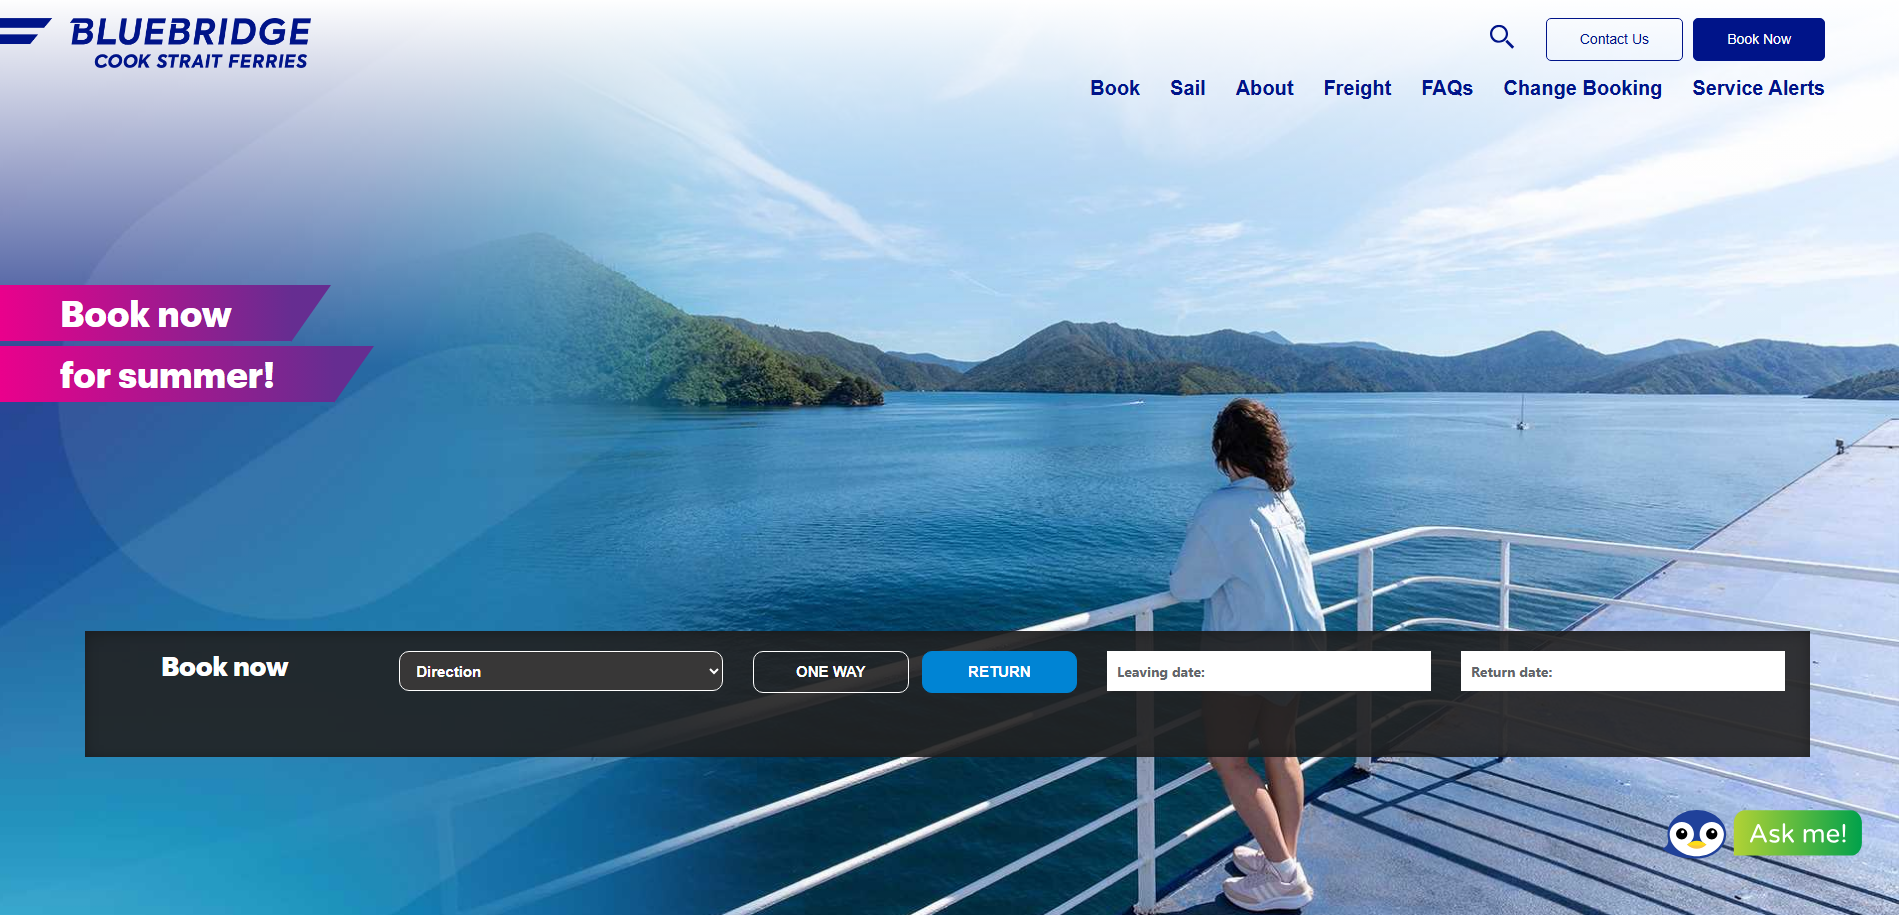 BLUEBRIDGE
COOK STRAIT FERRIES
Contact Us
Book Now
Book
Sail
About
Freight
FAQs
Change Booking
Service Alerts
Book now
for summer!
Book now
Direction
ONE WAY
RETURN
Leaving date:
Return date:
Ask me!